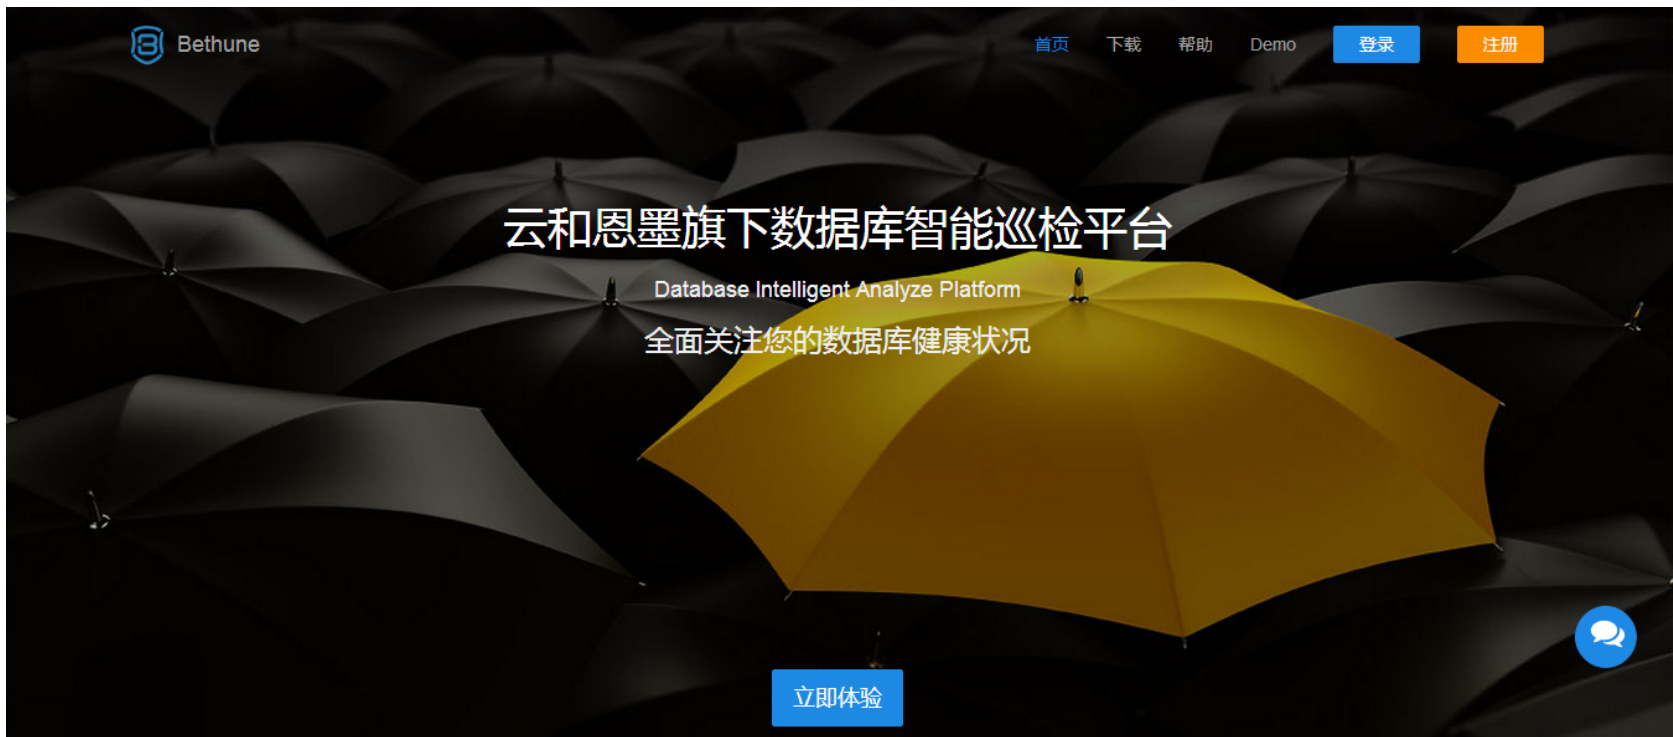 Bethune
首页 下载 帮助 Demo 登录 注册
云和恩墨旗下数据库智能巡检平台
Database Intelligent Analyze Platform
全面关注您的数据库健康状况
立即体验